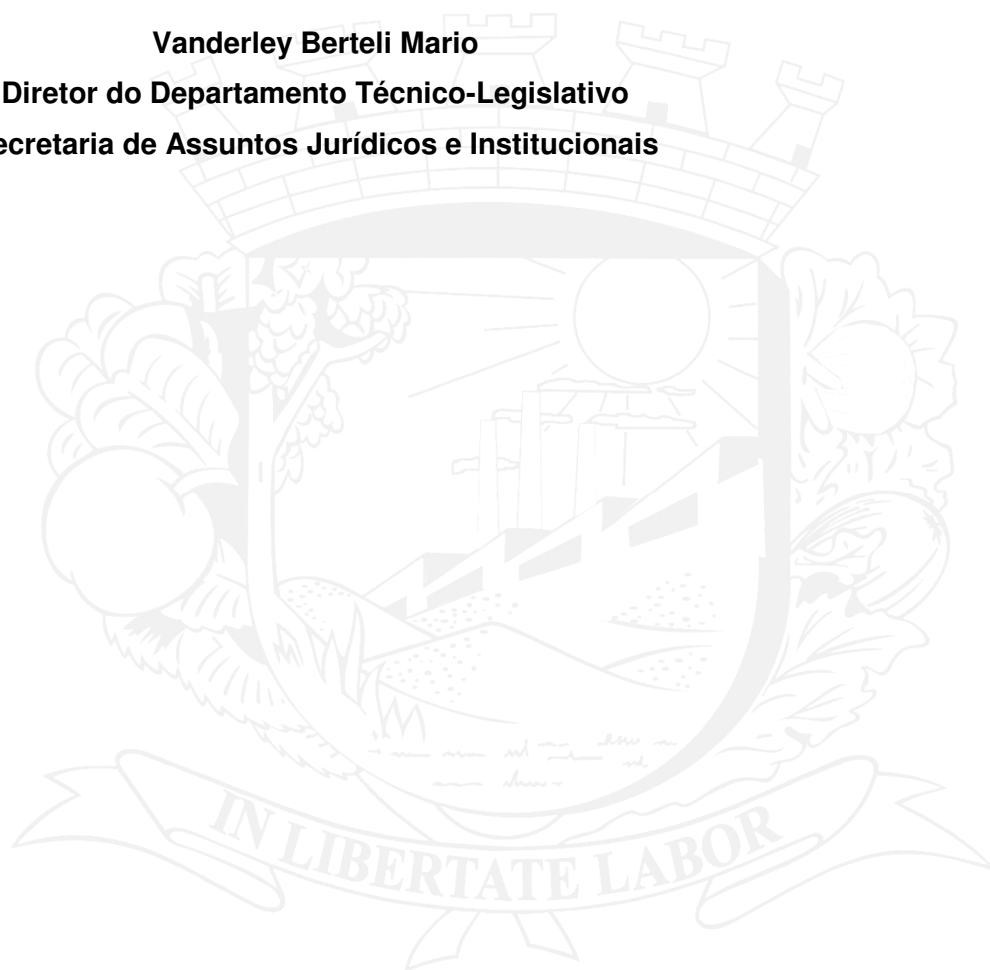 Vanderley Berteli Mario
Diretor do Departamento Técnico-Legislativo
ecretaria de Assuntos Jurídicos e Institucionais
IN LIBERTATE LABOR